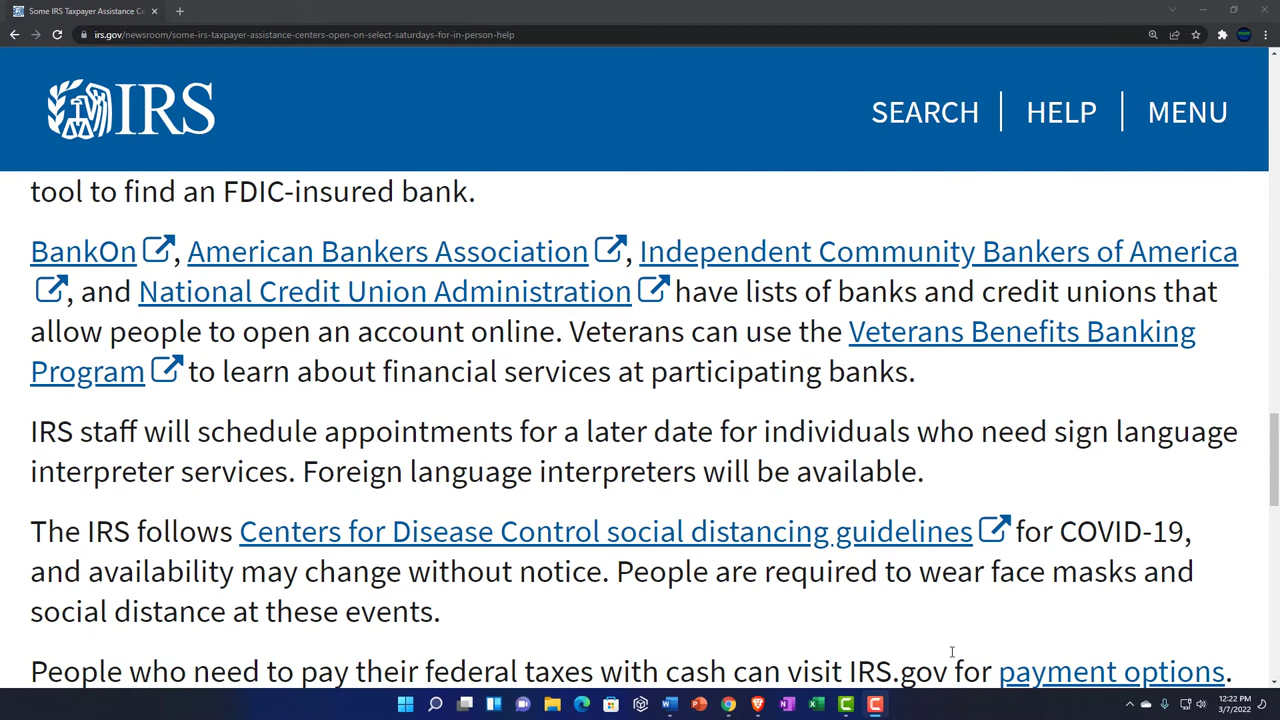 Some IRS Taxpayer Assistance Ce
irs.gov/newsroom/some-irs-taxpayer-assistance-centers-open-on-select-saturdays-for-in-person-help
IRS
SEARCH HELP MENU
tool to find an FDIC-insured bank.
BankOn, American Bankers Association, Independent Community Bankers of America
, and National Credit Union Administration have lists of banks and credit unions that
allow people to open an account online. Veterans can use the Veterans Benefits Banking
Program to learn about financial services at participating banks.
IRS staff will schedule appointments for a later date for individuals who need sign language
interpreter services. Foreign language interpreters will be available.
The IRS follows Centers for Disease Control social distancing guidelines for COVID-19,
and availability may change without notice. People are required to wear face masks and
social distance at these events.
People who need to pay their federal taxes with cash can visit IRS.gov for payment options.
12:22 PM
3/7/2022